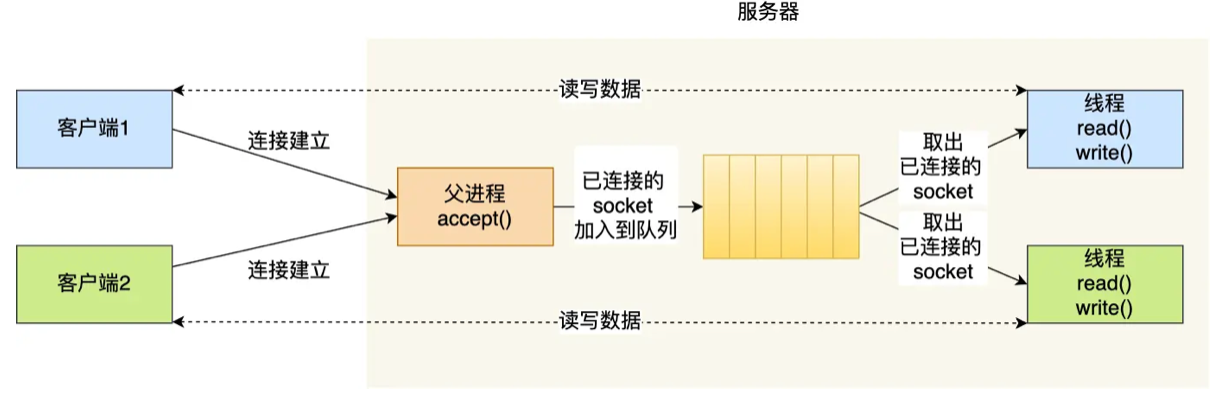 服务器
读写数据
客户端1
连接建立
父进程
accept()
已连接的
socket
加入到队列
取出
已连接的
socket
线程
read()
write()
客户端2
连接建立
取出
已连接的
socket
线程
read()
write()
读写数据